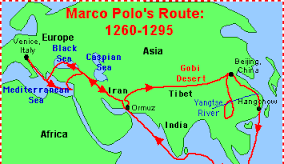 Marco Polo's Route:
1260-1295
Europe
Venice,
Italy
Black
Sea
Caspian
Sea
Asia
Gobi
Desert
Beijing,
China
Mediterranean
Sea
Iran
Tibet
Ormuz
Yangtze
River
Hangzhow
Africa
India